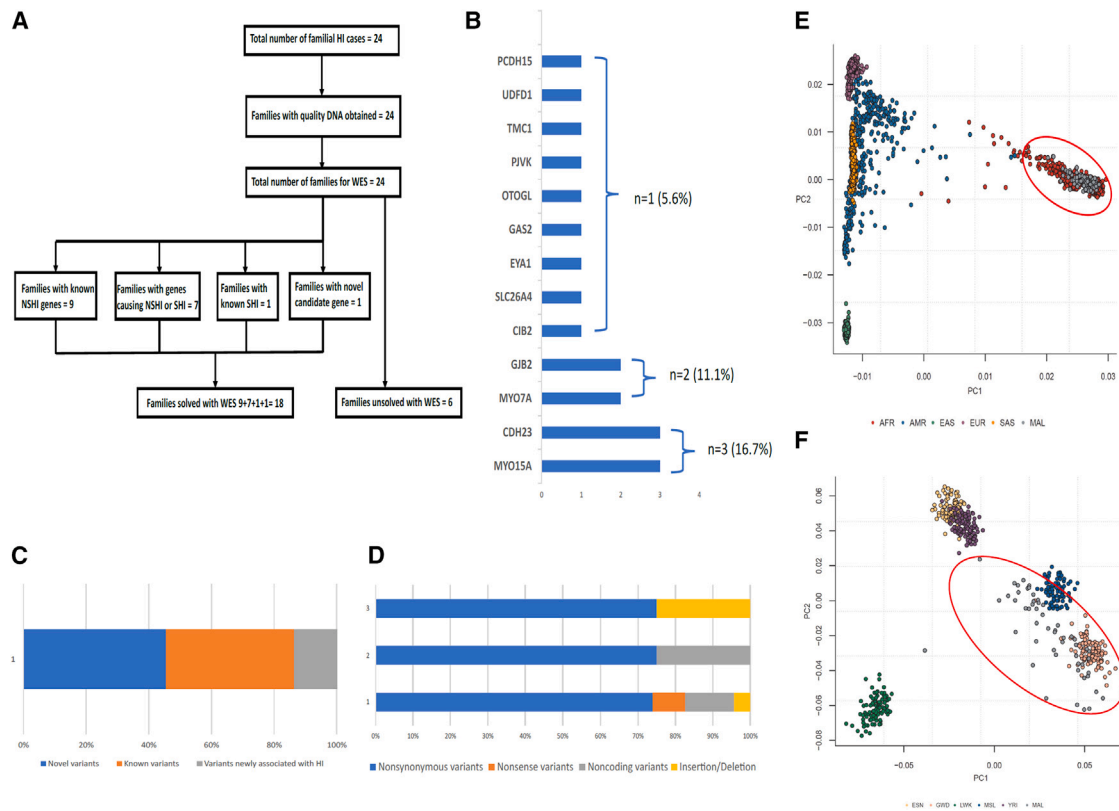 A
Total number of familial HI cases = 24
Families with quality DNA obtained = 24
Total number of families for WES = 24
Families with known
NSHI genes = 9
Families with genes
causing NSHI or SHI = 7
Families with
known SHI = 1
Families with novel
candidate gene = 1
Families solved with WES 9+7+1+1= 18
Families unsolved with WES = 6
B
PCDH15
UDFD1
TMC1
PJVK
OTOGL
GAS2
EYA1
SLC26A4
CIB2
GJB2
MYO7A
CDH23
MYO15A
n=1 (5.6%)
n=2 (11.1%)
n=3 (16.7%)
0 1 2 3 4
C
1
0% 20% 40% 60% 80% 100%
Novel variants Known variants Variants newly associated with HI
D
3
2
1
0% 10% 20% 30% 40% 50% 60% 70% 80% 90% 100%
Nonsynonymous variants Nonsense variants Noncoding variants Insertion/Deletion
E
0.02
0.01
0.00
-0.01
-0.02
-0.03
PC2
-0.01 0.00 0.01 0.02 0.03
PC1
AFR AMR EAS EUR SAS MAL
F
0.06
0.04
0.02
0.00
-0.02
-0.04
-0.06
-0.08
PC2
-0.05 0.00 0.05
PC1
ESN GWD LWK MSL YRI MAL